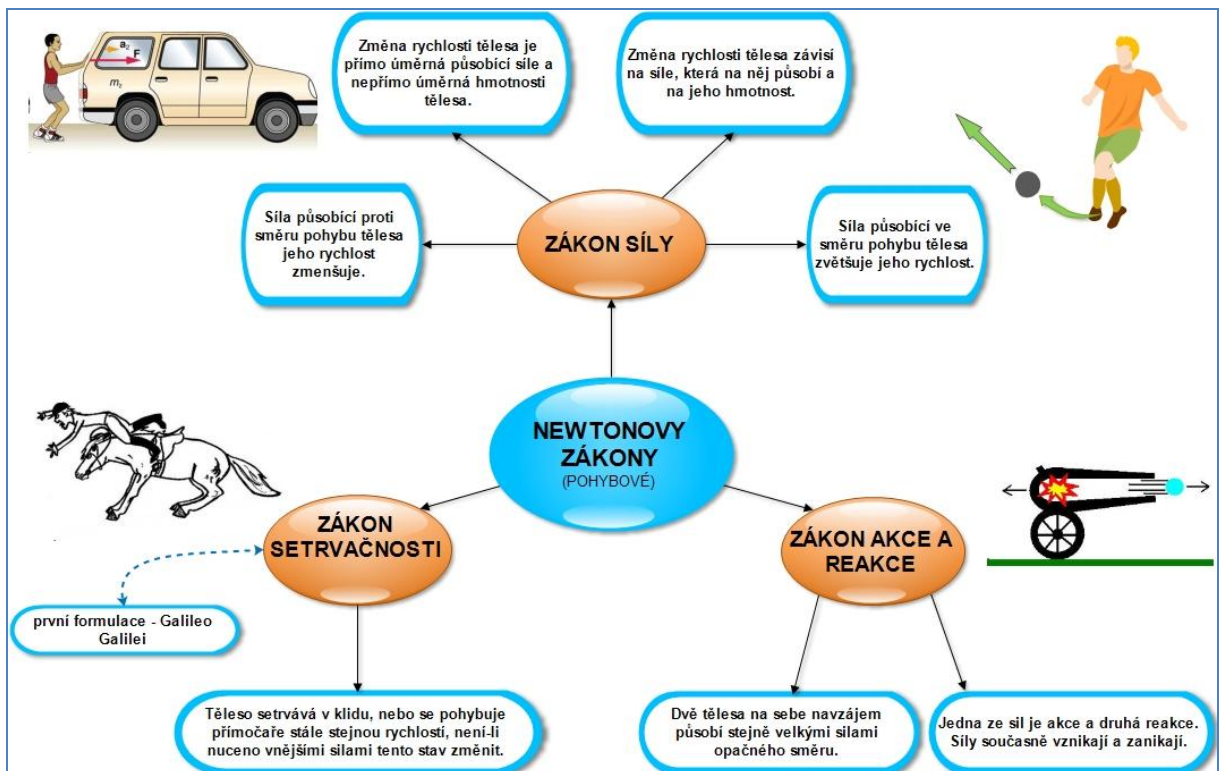 a₂
F
m₂
Změna rychlosti tělesa je
přímo úměrná působící síle a
nepřímo úměrná hmotnosti
tělesa.
Změna rychlosti tělesa závisí
na síle, která na něj působí a
na jeho hmotnost.
Síla působící proti
směru pohybu tělesa
jeho rychlost
zmenšuje.
ZÁKON SÍLY
Síla působící ve
směru pohybu tělesa
zvětšuje jeho rychlost.
NEWTONOVY
ZÁKONY
(POHYBOVÉ)
ZÁKON
SETRVAČNOSTI
ZÁKON AKCE A
REAKCE
první formulace - Galileo
Galilei
Těleso setrvává v klidu, nebo se pohybuje
přímočaře stále stejnou rychlostí, není-li
nuceno vnějšími silami tento stav změnit.
Dvě tělesa na sebe navzájem
působí stejně velkými silami
opačného směru.
Jedna ze sil je akce a druhá reakce.
Síly současně vznikají a zanikají.